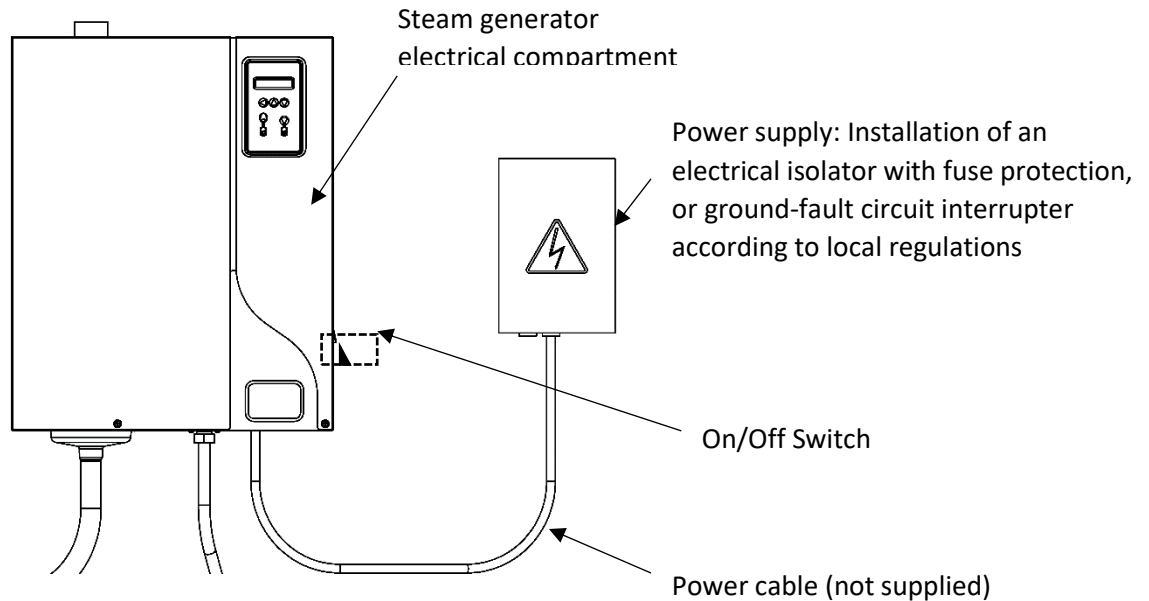 Steam generator
electrical compartment
Power supply: Installation of an
electrical isolator with fuse protection,
or ground-fault circuit interrupter
according to local regulations
On/Off Switch
Power cable (not supplied)